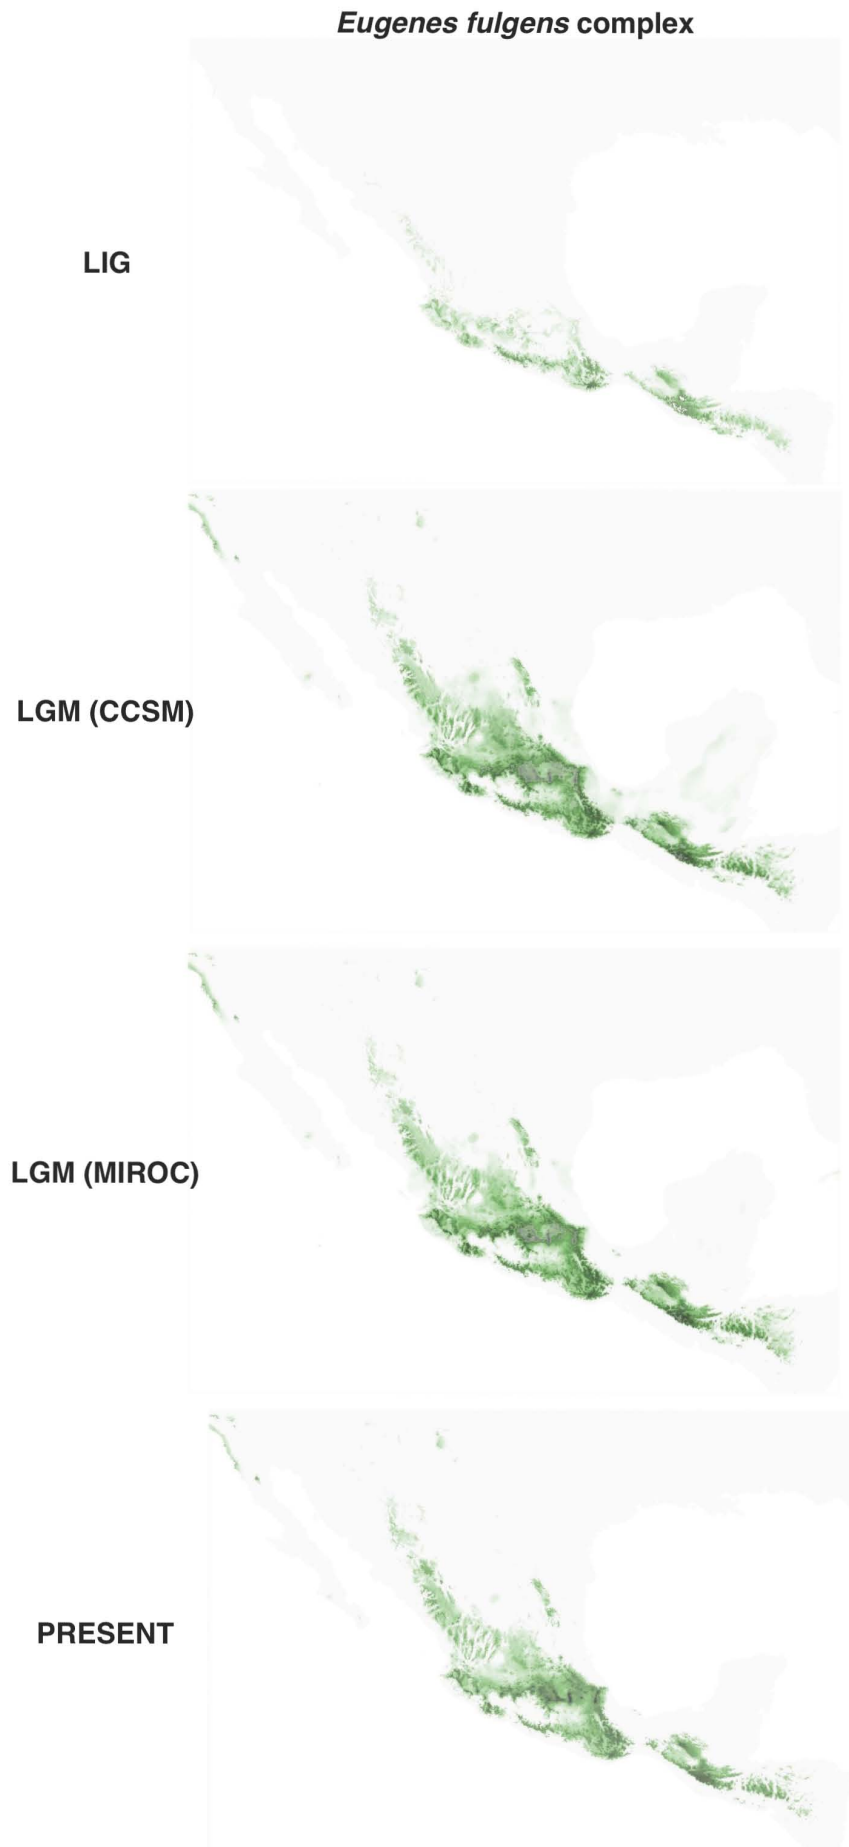 Eugenes fulgens complex
LIG
LGM (CCSM)
LGM (MIROC)
PRESENT